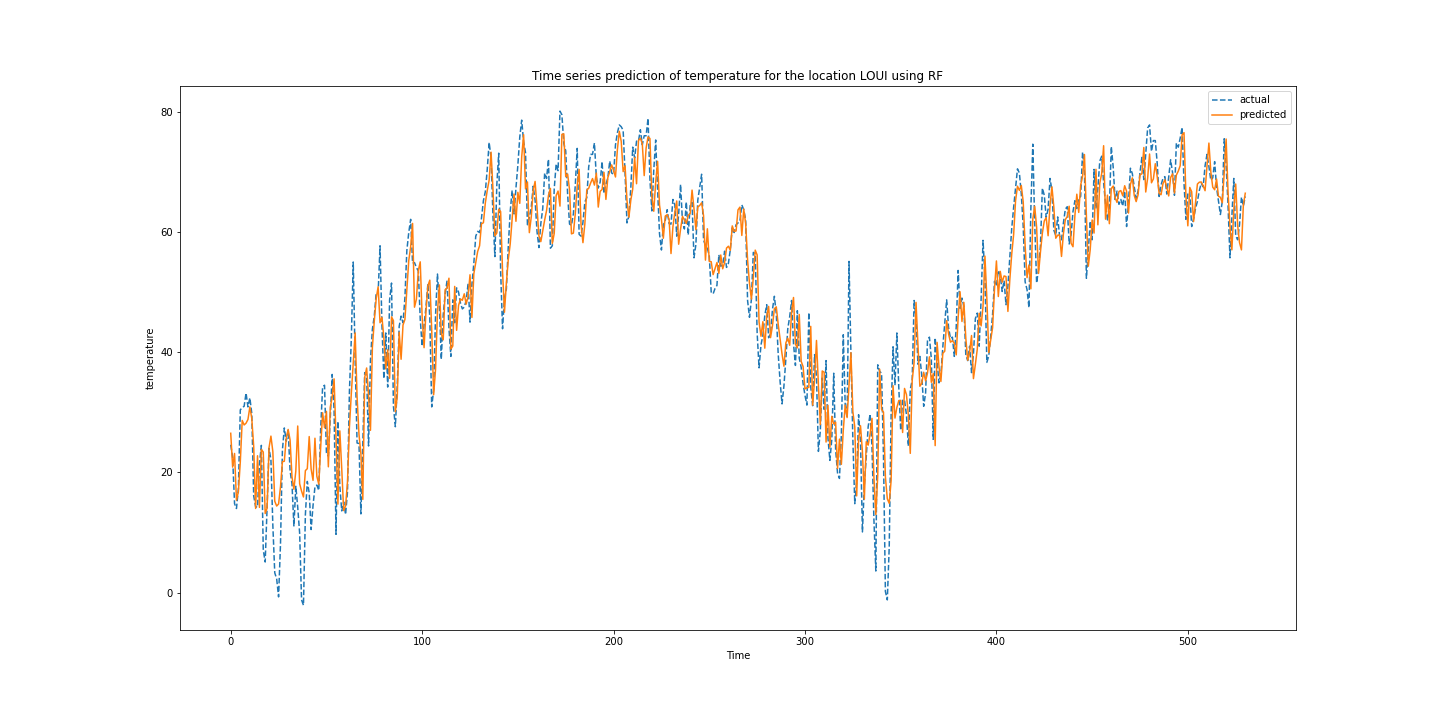 Time series prediction of temperature for the location LOUI using RF
actual
predicted
80
60
40
20
0
temperature
0 100 200 300 400 500
Time